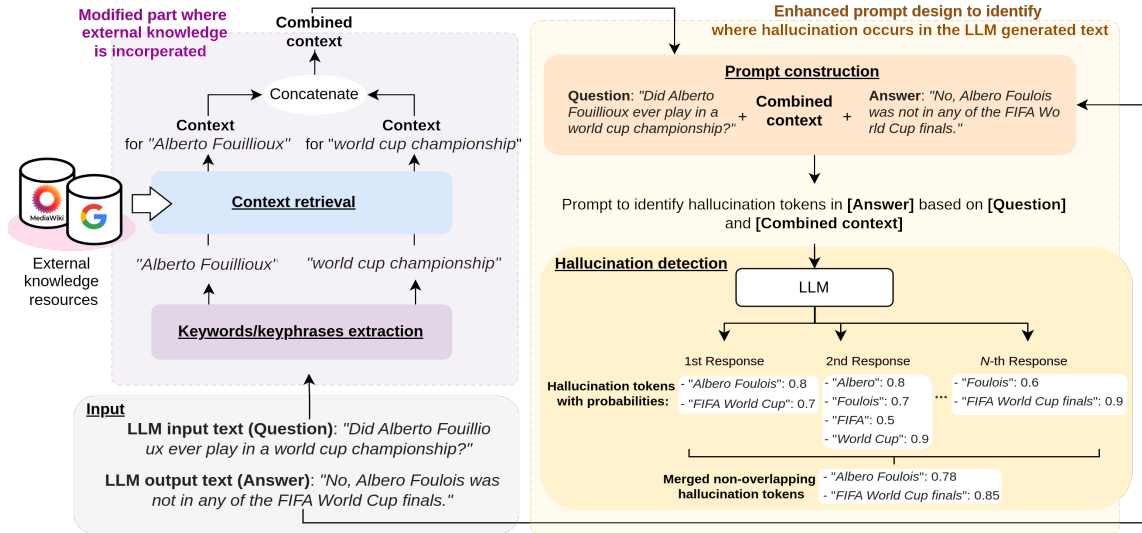 Modified part where
external knowledge
is incorperated
Combined
context
Concatenate
Context
for "Alberto Fouillioux"
Context
for "world cup championship"
MediaWiki
Context retrieval
External
knowledge
resources
"Alberto Fouillioux"
"world cup championship"
Keywords/keyphrases extraction
Input
LLM input text (Question): "Did Alberto Fouillio
ux ever play in a world cup championship?"
LLM output text (Answer): "No, Albero Foulois was
not in any of the FIFA World Cup finals."
Enhanced prompt design to identify
where hallucination occurs in the LLM generated text
Prompt construction
Question: "Did Alberto
Fouillioux ever play in a
world cup championship?"
+
Combined
context
+
Answer: "No, Albero Foulois
was not in any of the FIFA Wo
rld Cup finals."
Prompt to identify hallucination tokens in [Answer] based on [Question]
and [Combined context]
Hallucination detection
LLM
1st Response
2nd Response
N-th Response
Hallucination tokens
with probabilities:
- "Albero Foulois": 0.8
- "FIFA World Cup": 0.7
- "Albero": 0.8
- "Foulois": 0.7
- "FIFA": 0.5
- "World Cup": 0.9
...
- "Foulois": 0.6
- "FIFA World Cup finals": 0.9
Merged non-overlapping
hallucination tokens
- "Albero Foulois": 0.78
- "FIFA World Cup finals": 0.85